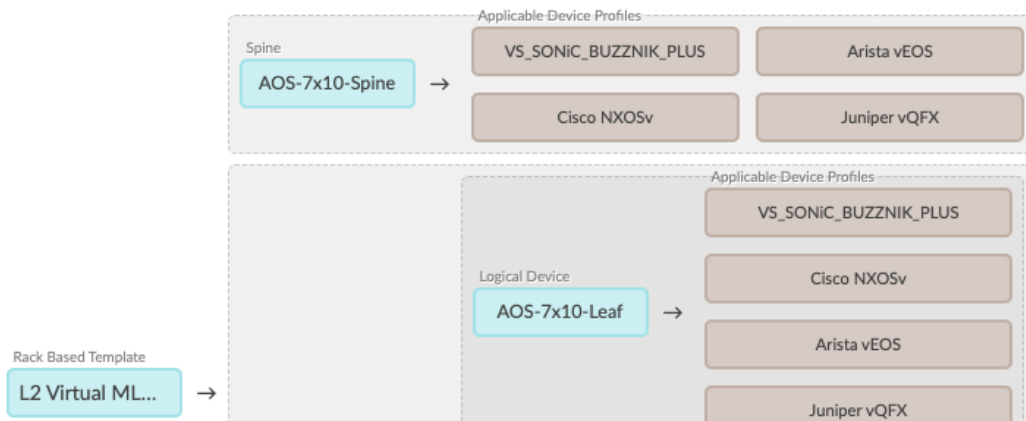 Applicable Device Profiles
Spine
AOS-7x10-Spine
→
VS_SONiC_BUZZNIK_PLUS
Arista vEOS
Cisco NXOSv
Juniper vQFX
Applicable Device Profiles
VS_SONiC_BUZZNIK_PLUS
Logical Device
AOS-7x10-Leaf
→
Cisco NXOSv
Arista vEOS
Juniper vQFX
Rack Based Template
L2 Virtual ML...
→